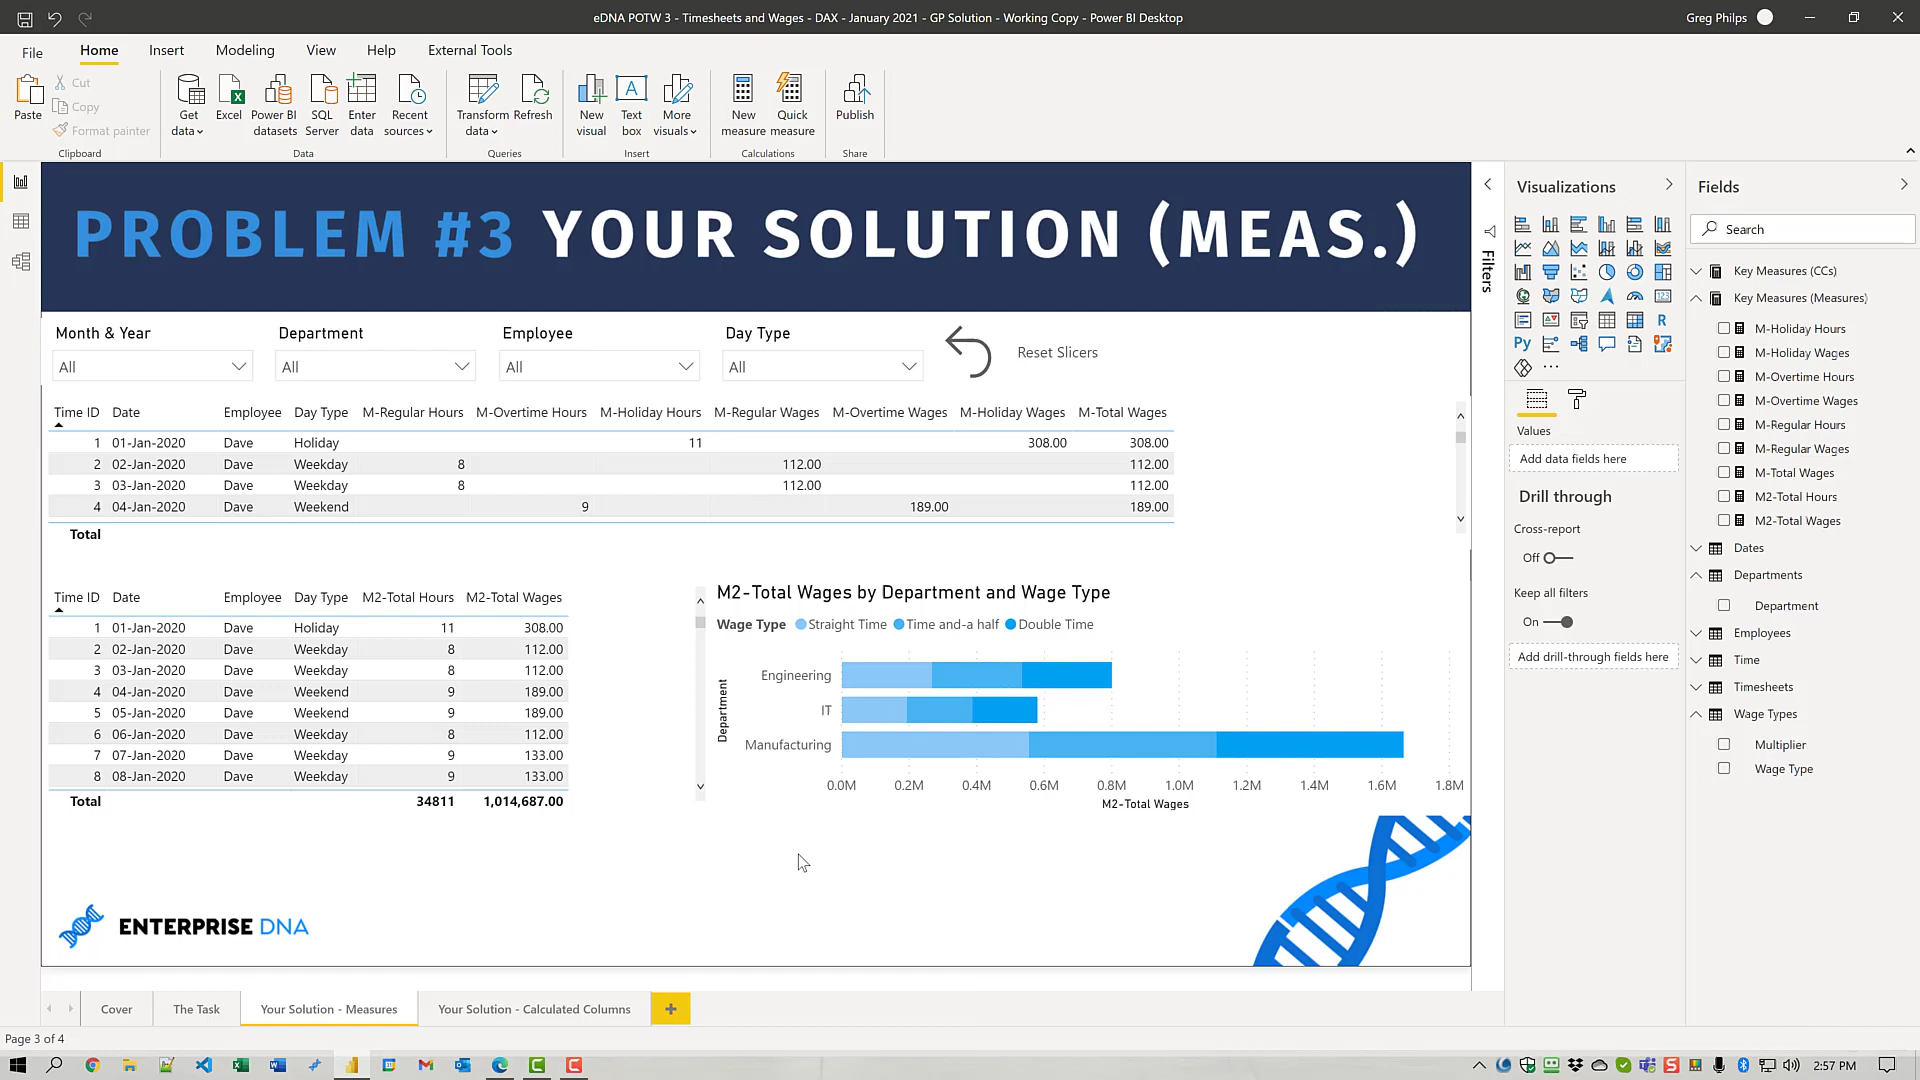 eDNA POTW 3 - Timesheets and Wages - DAX - January 2021 - GP Solution - Working Copy - Power BI Desktop
Greg Philps
File Home Insert Modeling View Help External Tools
Paste
Cut
Copy
Format painter
Clipboard
Get data
Excel
Power BI datasets
SQL Server
Enter data
Recent sources
Data
Transform data
Refresh
Queries
New visual
Text box
More visuals
Insert
New measure
Quick measure
Calculations
Publish
Share
PROBLEM #3 YOUR SOLUTION (MEAS.)
Month & Year Department Employee Day Type
All All All All
Reset Slicers
Time ID Date Employee Day Type M-Regular Hours M-Overtime Hours M-Holiday Hours M-Regular Wages M-Overtime Wages M-Holiday Wages M-Total Wages
1 01-Jan-2020 Dave Holiday 11 308.00 308.00
2 02-Jan-2020 Dave Weekday 8 112.00 112.00
3 03-Jan-2020 Dave Weekday 8 112.00 112.00
4 04-Jan-2020 Dave Weekend 9 189.00 189.00
Total
Time ID Date Employee Day Type M2-Total Hours M2-Total Wages
1 01-Jan-2020 Dave Holiday 11 308.00
2 02-Jan-2020 Dave Weekday 8 112.00
3 03-Jan-2020 Dave Weekday 8 112.00
4 04-Jan-2020 Dave Weekend 9 189.00
5 05-Jan-2020 Dave Weekend 9 189.00
6 06-Jan-2020 Dave Weekday 8 112.00
7 07-Jan-2020 Dave Weekday 9 133.00
8 08-Jan-2020 Dave Weekday 9 133.00
Total 34811 1,014,687.00
M2-Total Wages by Department and Wage Type
Wage Type Straight Time Time and-a half Double Time
Department
Engineering
IT
Manufacturing
0.0M 0.2M 0.4M 0.6M 0.8M 1.0M 1.2M 1.4M 1.6M 1.8M
M2-Total Wages
ENTERPRISE DNA
Filters
Visualizations
R
Py
123
Values
Add data fields here
Drill through
Cross-report
Off
Keep all filters
On
Add drill-through fields here
Fields
Search
Key Measures (CCs)
Key Measures (Measures)
M-Holiday Hours
M-Holiday Wages
M-Overtime Hours
M-Overtime Wages
M-Regular Hours
M-Regular Wages
M-Total Wages
M2-Total Hours
M2-Total Wages
Dates
Departments
Department
Employees
Time
Timesheets
Wage Types
Multiplier
Wage Type
Cover The Task Your Solution - Measures Your Solution - Calculated Columns
Page 3 of 4
2:57 PM